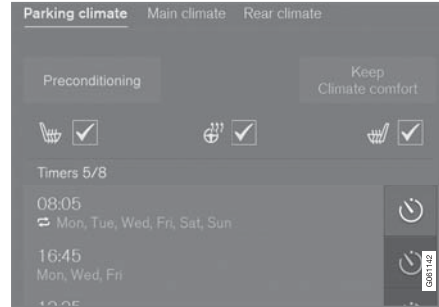 Parking climate Main climate Rear climate
Preconditioning
Keep
Climate comfort
Timers 5/8
08:05
Mon, Tue, Wed, Fri, Sat, Sun
16:45
Mon, Wed, Fri
G061142